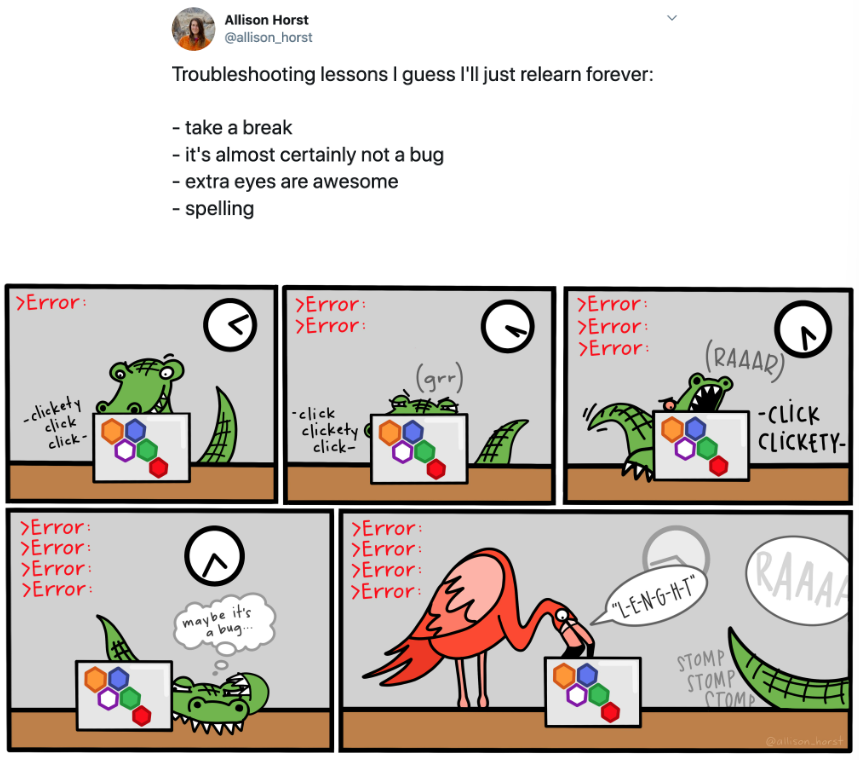 Allison Horst
@allison_horst
Troubleshooting lessons I guess I'll just relearn forever:
- take a break
- it's almost certainly not a bug
- extra eyes are awesome
- spelling
>Error:
-clickety
click
click-
>Error:
>Error:
(grr)
-click
clickety
click-
>Error:
>Error:
>Error:
(RAAAR)
-CLICK
CLICKETY-
>Error:
>Error:
>Error:
>Error:
maybe it's
a bug...
>Error:
>Error:
>Error:
>Error:
"L-E-N-G-H-T"
RAAAA
STOMP
STOMP
STOMP
@allison_horst